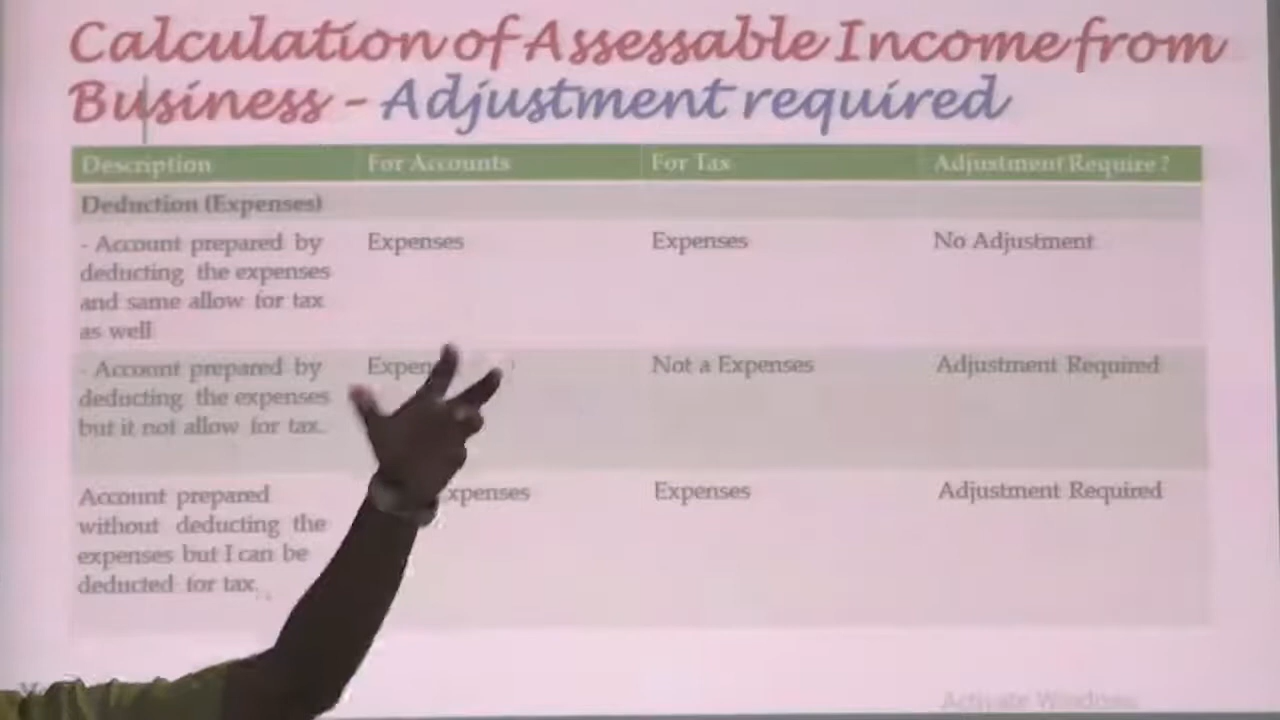 Calculation of Assessable Income from
Business - Adjustment required
Description For Accounts For Tax Adjustment Require ?
Deduction (Expenses)
- Account prepared by Expenses Expenses No Adjustment
deducting the expenses
and same allow for tax
as well
- Account prepared by Not a Expenses Adjustment Required
deducting the expenses
but it not allow for tax.
Account prepared xpenses Expenses Adjustment Required
without deducting the
expenses but I can be
deducted for tax.
Activate Windows